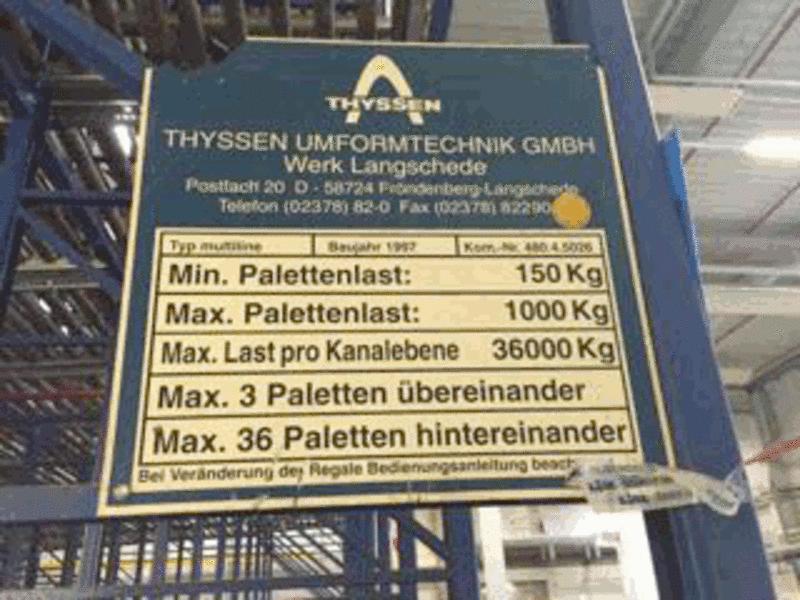 THYSSEN
THYSSEN UMFORMTECHNIK GMBH
Werk Langschede
Postfach 20 D - 58724 Fröndenberg-Langschede
Telefon (02378) 82-0 Fax (02378) 82290
Typ multiline Baujahr 1997 Kom.-Nr. 480.4.5026
Min. Palettenlast: 150 Kg
Max. Palettenlast: 1000 Kg
Max. Last pro Kanalebene 36000 Kg
Max. 3 Paletten übereinander
Max. 36 Paletten hintereinander
Bei Veränderung der Regale Bedienungsanleitung